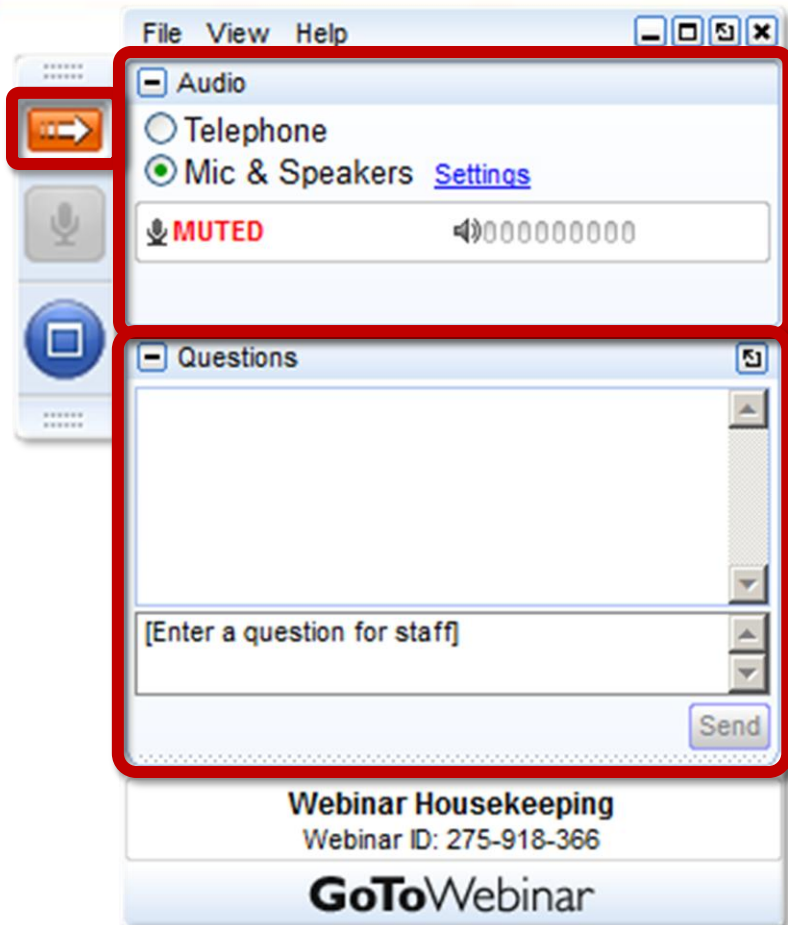 File View Help
Audio
Telephone
Mic & Speakers Settings
MUTED 000000000
Questions
[Enter a question for staff]
Send
Webinar Housekeeping
Webinar ID: 275-918-366
GoToWebinar